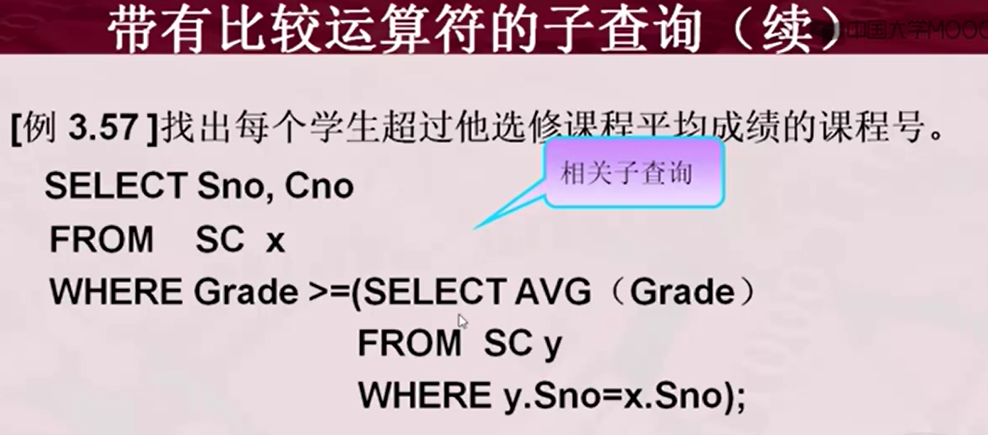 带有比较运算符的子查询（续）
中国大学MOOC
[例 3.57 ]找出每个学生超过他选修课程平均成绩的课程号。
相关子查询
SELECT Sno, Cno
FROM SC x
WHERE Grade >=(SELECT AVG（Grade）
FROM SC y
WHERE y.Sno=x.Sno);